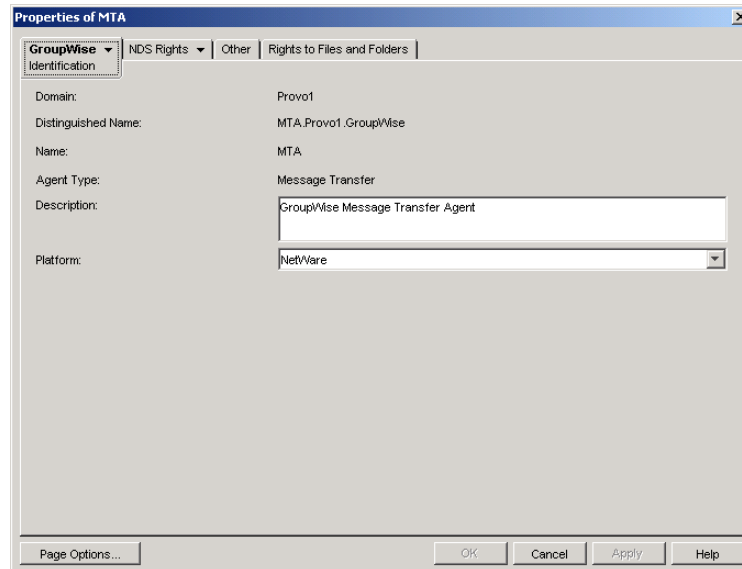 Properties of MTA
GroupWise NDS Rights Other Rights to Files and Folders
Identification
Domain: Provo1
Distinguished Name: MTA.Provo1.GroupWise
Name: MTA
Agent Type: Message Transfer
Description: GroupWise Message Transfer Agent
Platform: NetWare
Page Options... OK Cancel Apply Help